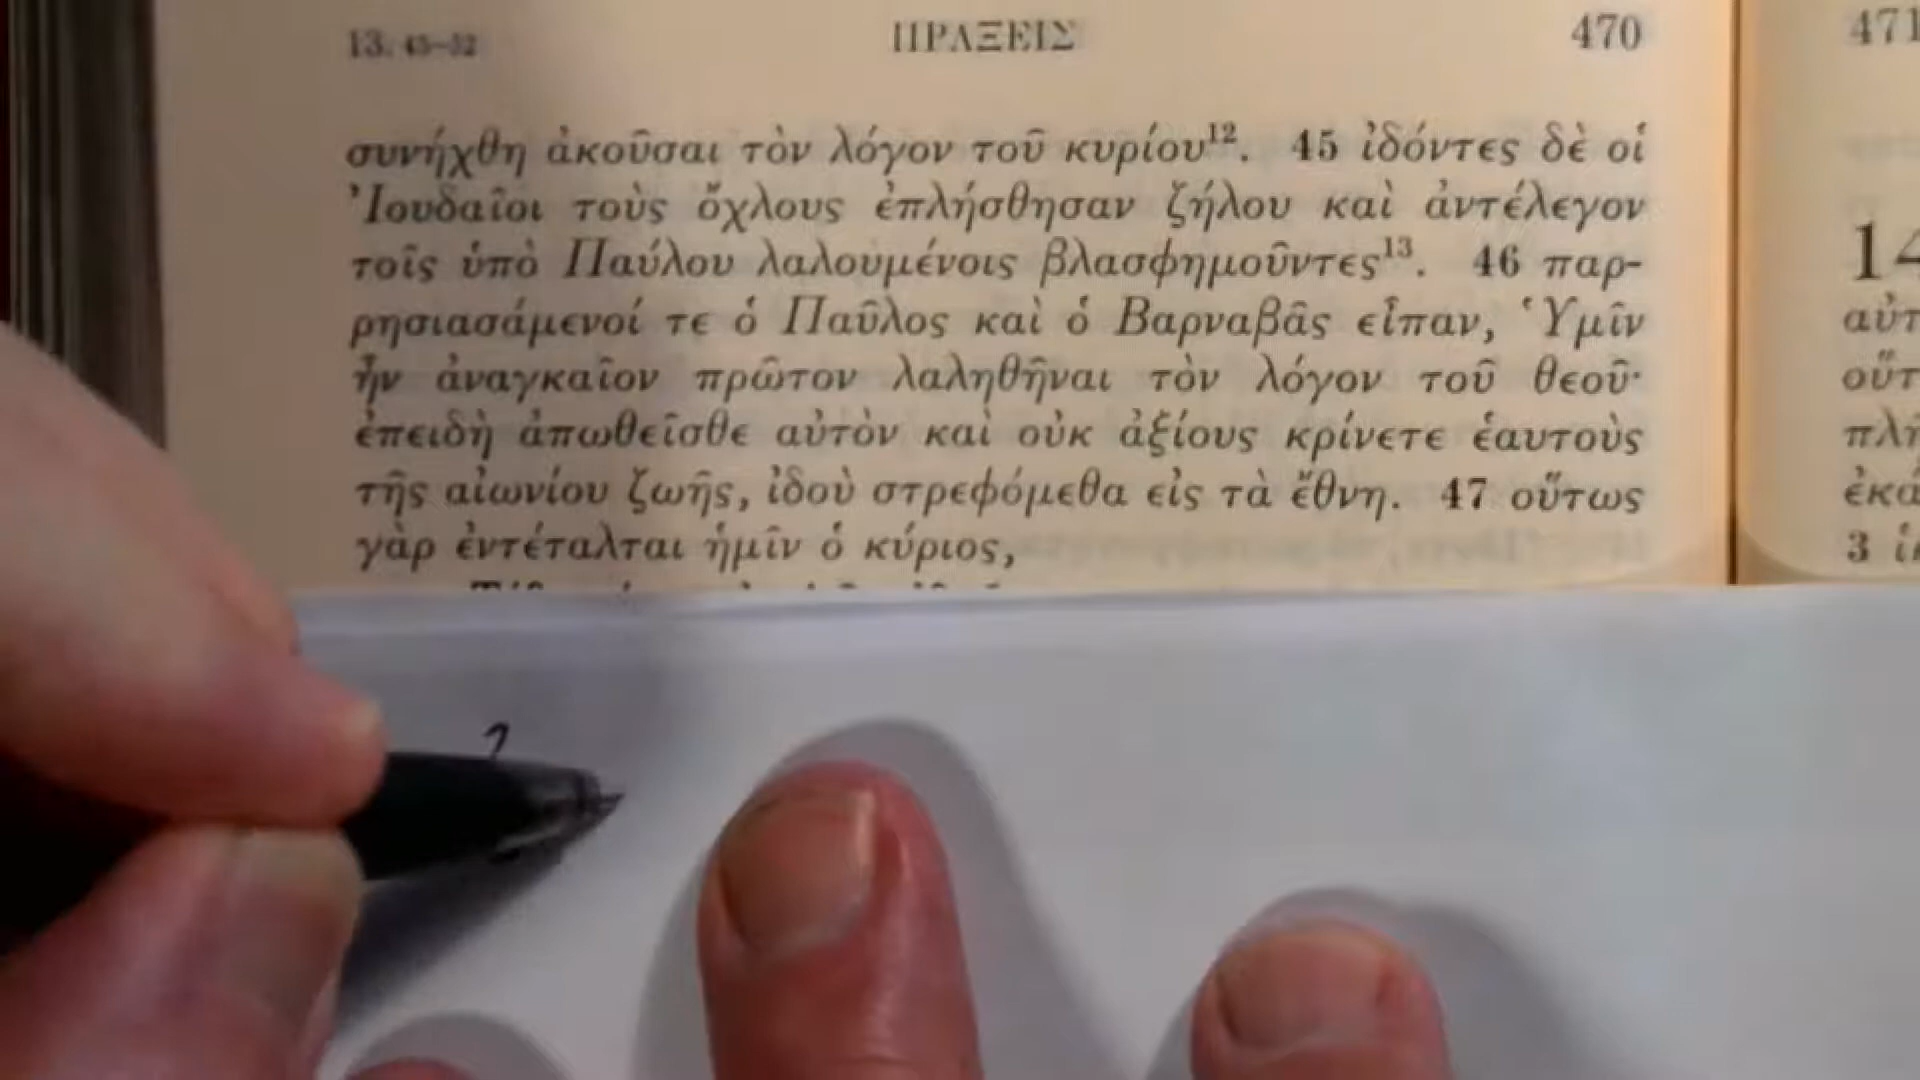 13. 45–52 ΠΡΑΞΕΙΣ 470
συνήχθη ἀκοῦσαι τὸν λόγον τοῦ κυρίου¹². 45 ἰδόντες δὲ οἱ
Ἰουδαῖοι τοὺς ὄχλους ἐπλήσθησαν ζήλου καὶ ἀντέλεγον
τοῖς ὑπὸ Παύλου λαλουμένοις βλασφημοῦντες¹³. 46 παρ-
ρησιασάμενοί τε ὁ Παῦλος καὶ ὁ Βαρναβᾶς εἶπαν, Ὑμῖν
ἦν ἀναγκαῖον πρῶτον λαληθῆναι τὸν λόγον τοῦ θεοῦ·
ἐπειδὴ ἀπωθεῖσθε αὐτὸν καὶ οὐκ ἀξίους κρίνετε ἑαυτοὺς
τῆς αἰωνίου ζωῆς, ἰδοὺ στρεφόμεθα εἰς τὰ ἔθνη. 47 οὕτως
γὰρ ἐντέταλται ἡμῖν ὁ κύριος,
471
14
3